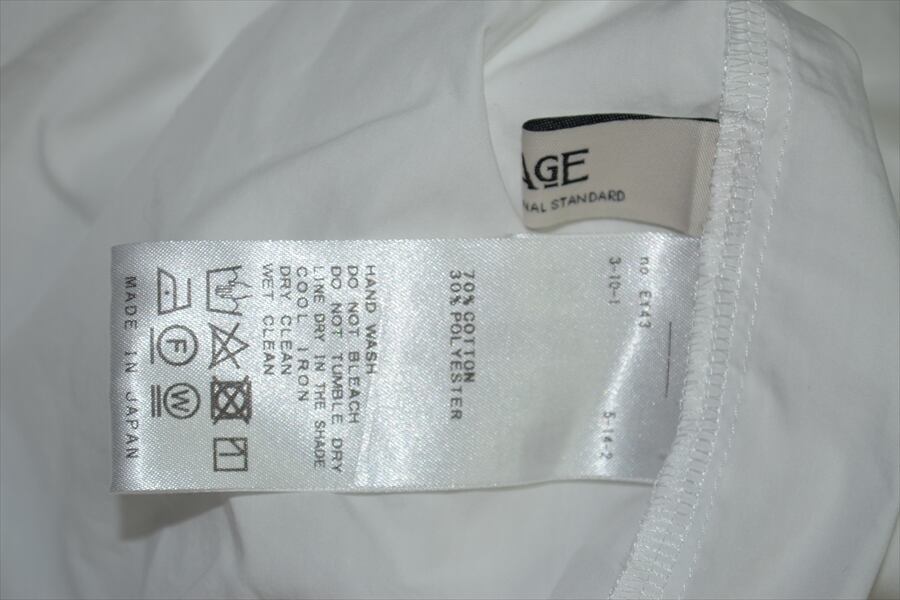 AGE
NAL STANDARD
no E143
3-10-1
5-14-2
70% COTTON
30% POLYESTER
HAND WASH
DO NOT BLEACH
DO NOT TUMBLE DRY
LINE DRY IN THE SHADE
COOL IRON
DRY CLEAN
WET CLEAN
F W
MADE IN JAPAN